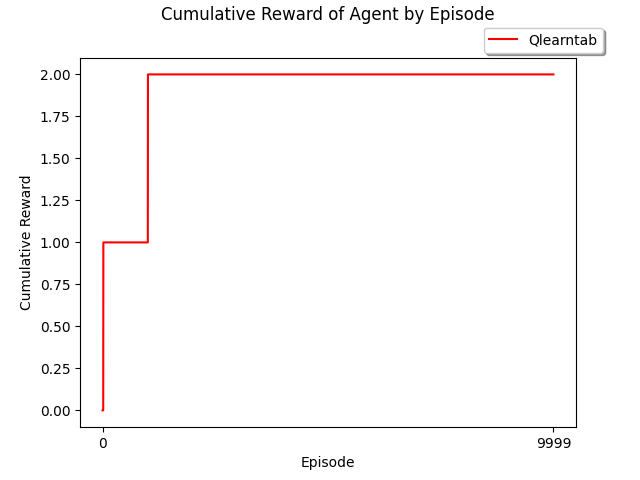 Cumulative Reward of Agent by Episode
Qlearntab
2.00
1.75
1.50
1.25
1.00
0.75
0.50
0.25
0.00
Cumulative Reward
0 9999
Episode